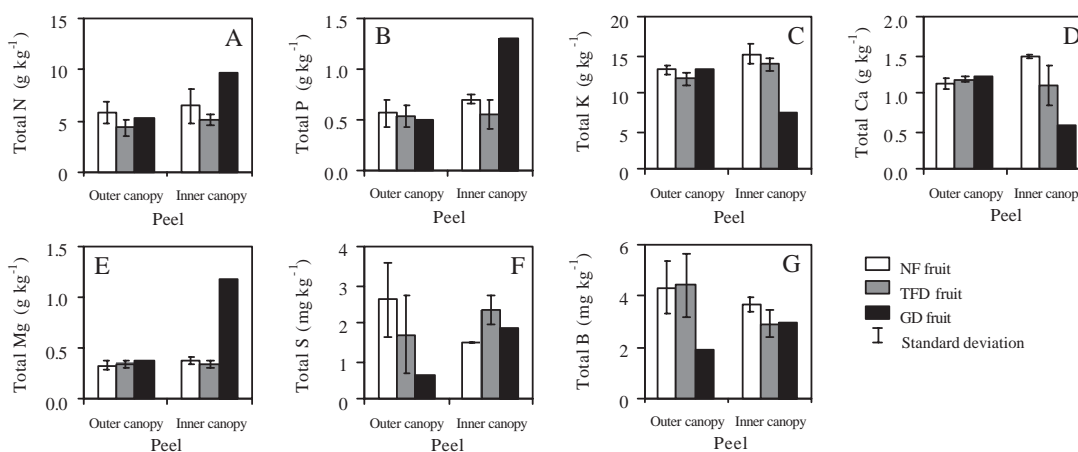 A
Total N (g kg-1)
15
10
5
0
Outer canopy Inner canopy
Peel
B
Total P (g kg-1)
1.5
1.0
0.5
0.0
Outer canopy Inner canopy
Peel
C
Total K (g kg-1)
20
15
10
5
0
Outer canopy Inner canopy
Peel
D
Total Ca (g kg-1)
2.0
1.5
1.0
0.5
0.0
Outer canopy Inner canop
Peel
E
Total Mg (g kg-1)
1.5
1.0
0.5
0.0
Outer canopy Inner canopy
Peel
F
Total S (mg kg-1)
4
3
2
1
0
Outer canopy Inner canopy
Peel
G
Total B (mg kg-1)
6
4
2
0
Outer canopy Inner canopy
Peel
NF fruit
TFD fruit
GD fruit
Standard deviation